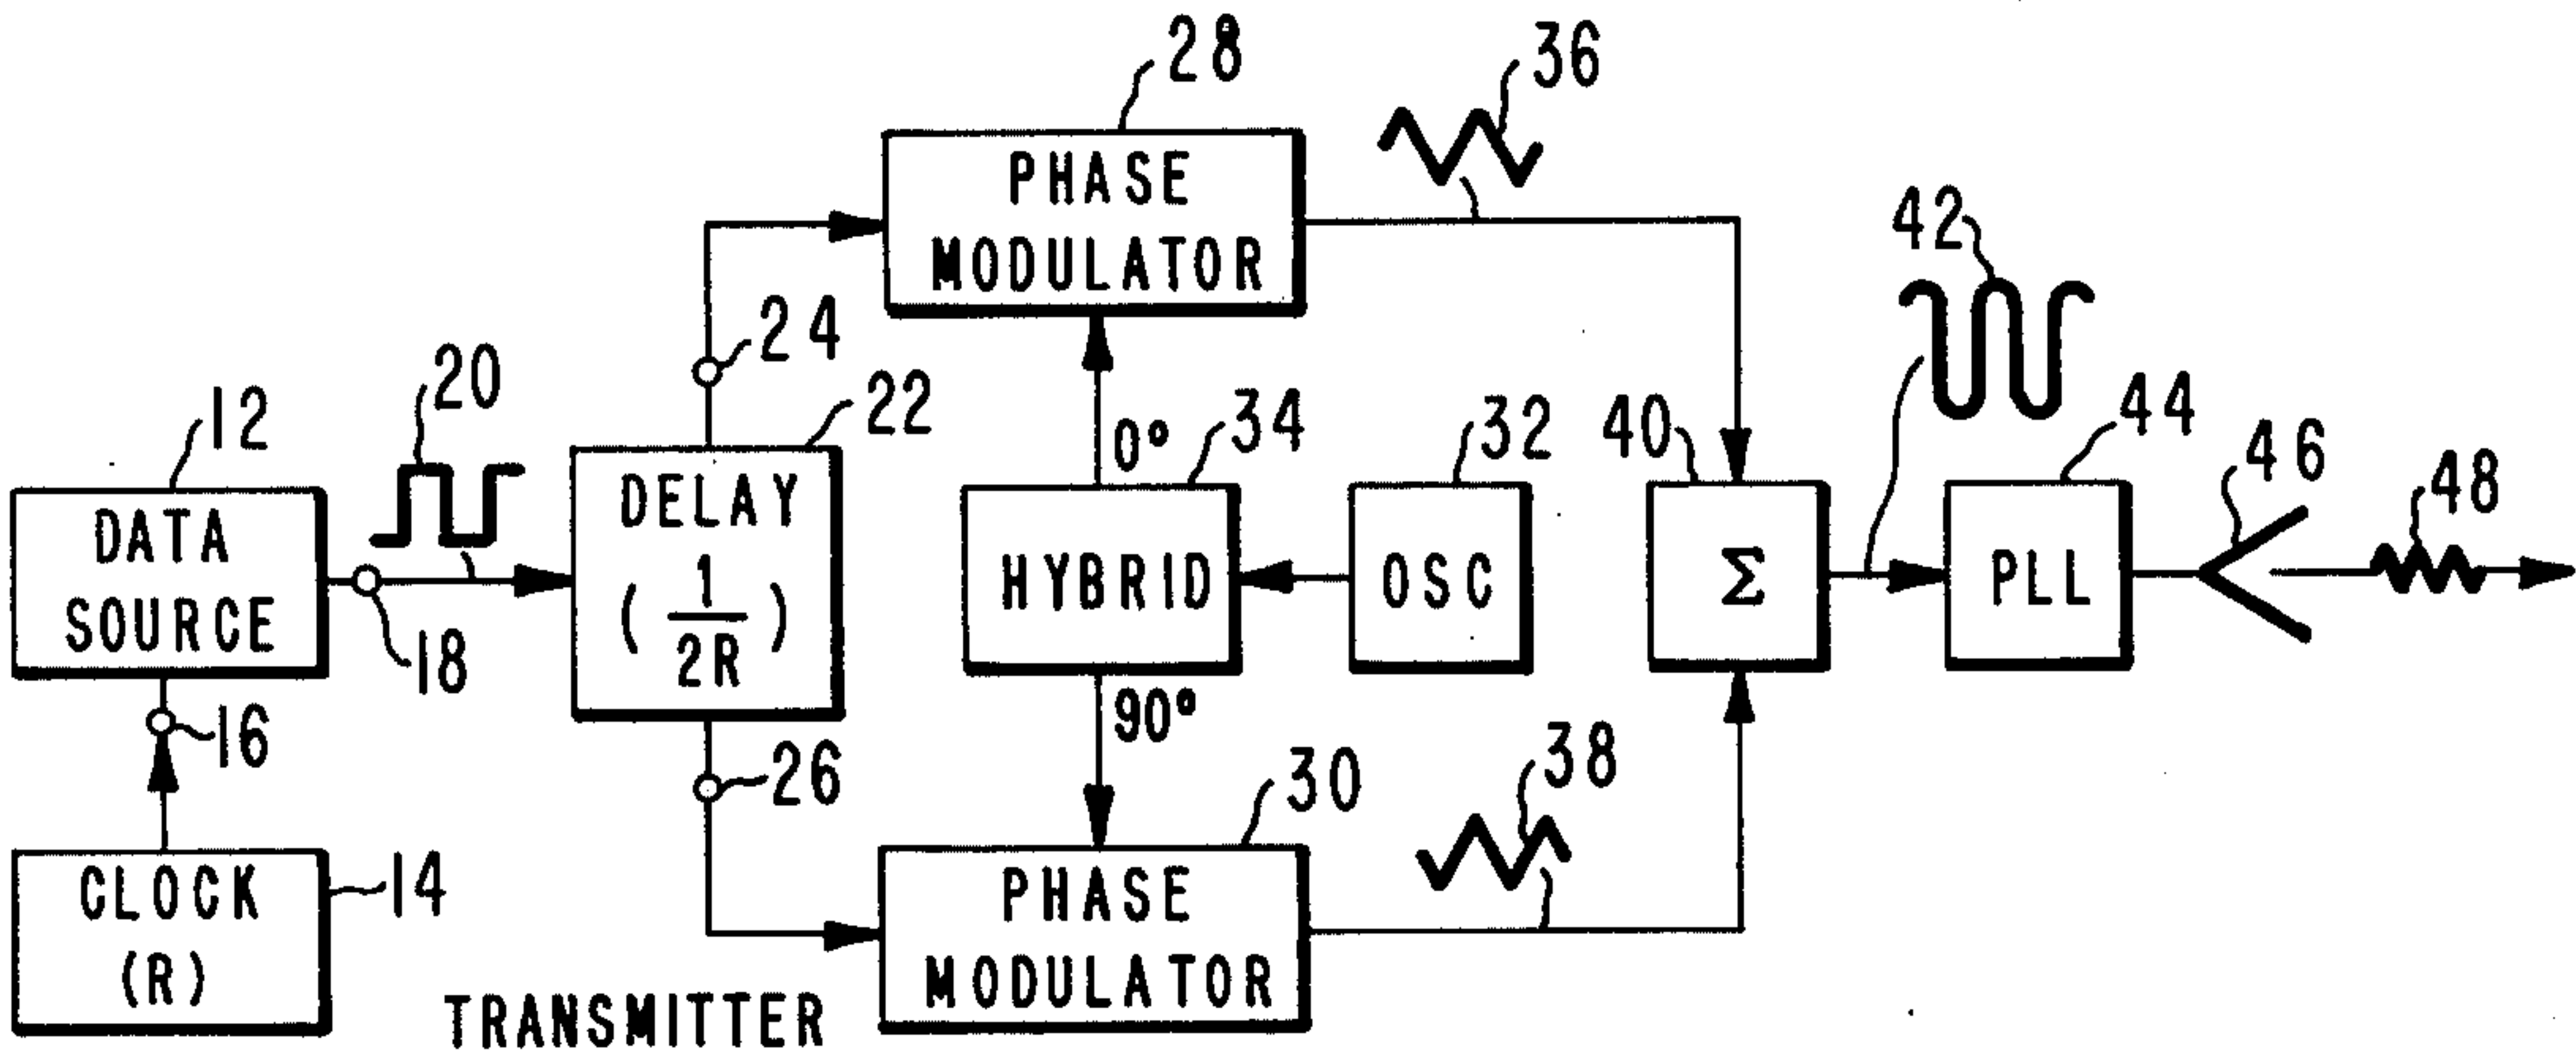 28
36
PHASE
MODULATOR
42
24
20
12
22
0°
34
32
40
44
46
48
DATA
SOURCE
DELAY
( 1
2R )
HYBRID
OSC
Σ
PLL
18
16
90°
26
30
38
CLOCK
(R)
14
PHASE
MODULATOR
TRANSMITTER